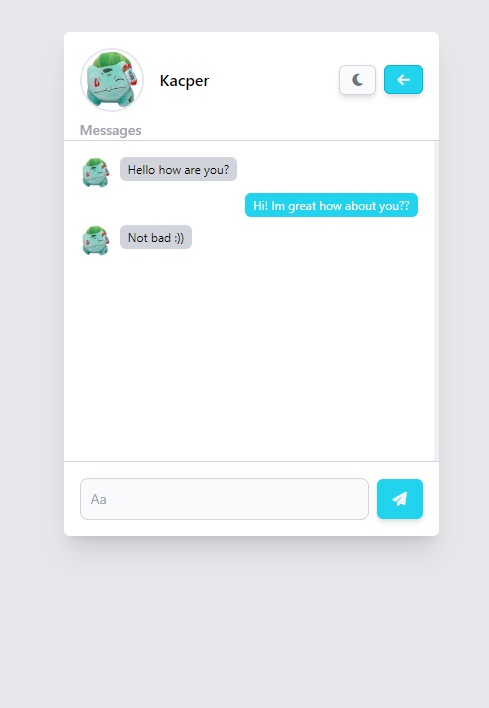 Kacper
Messages
Hello how are you?
Hi! Im great how about you??
Not bad :))
Aa